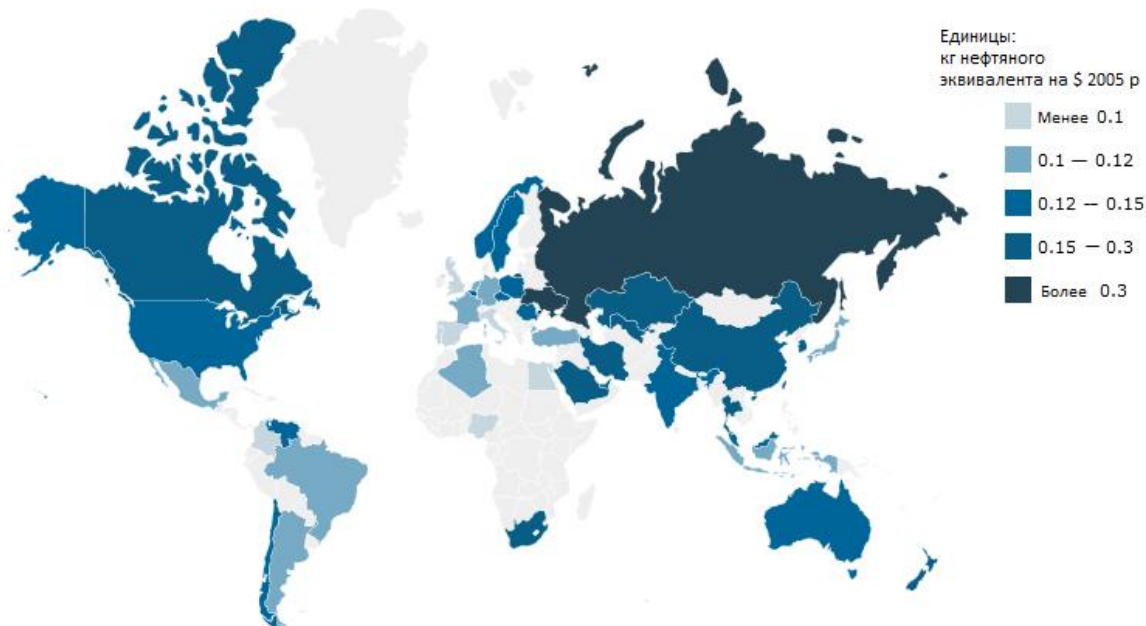 Единицы:
кг нефтяного
эквивалента на $ 2005 р
Менее 0.1
0.1 — 0.12
0.12 — 0.15
0.15 — 0.3
Более 0.3